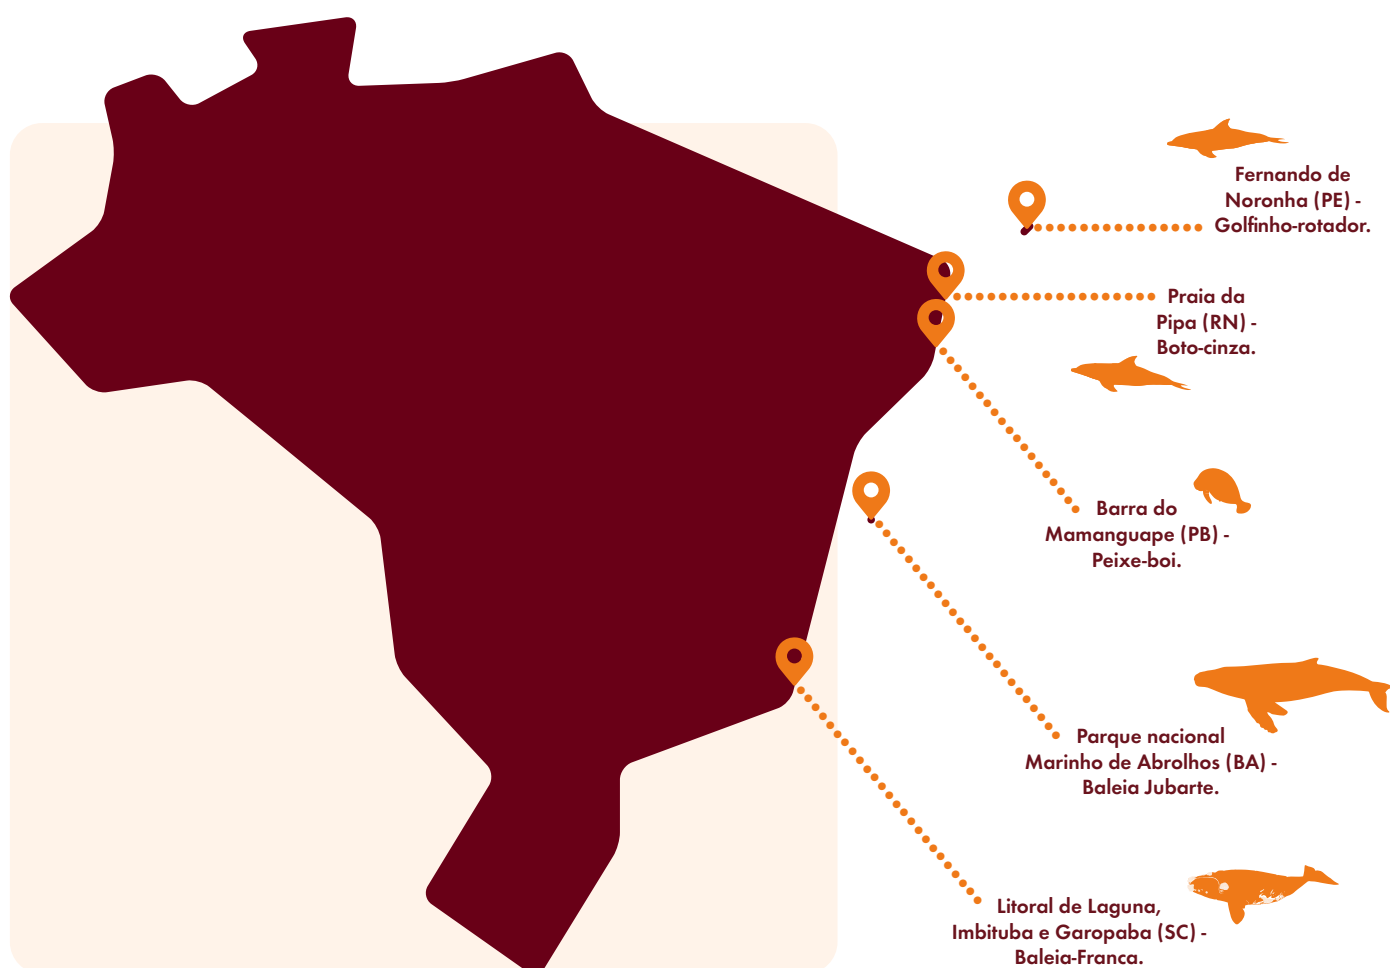 Fernando de
Noronha (PE) -
Golfinho-rotador.
Praia da
Pipa (RN) -
Boto-cinza.
Barra do
Mamanguape (PB) -
Peixe-boi.
Parque nacional
Marinho de Abrolhos (BA) -
Baleia Jubarte.
Litoral de Laguna,
Imbituba e Garopaba (SC) -
Baleia-Franca.